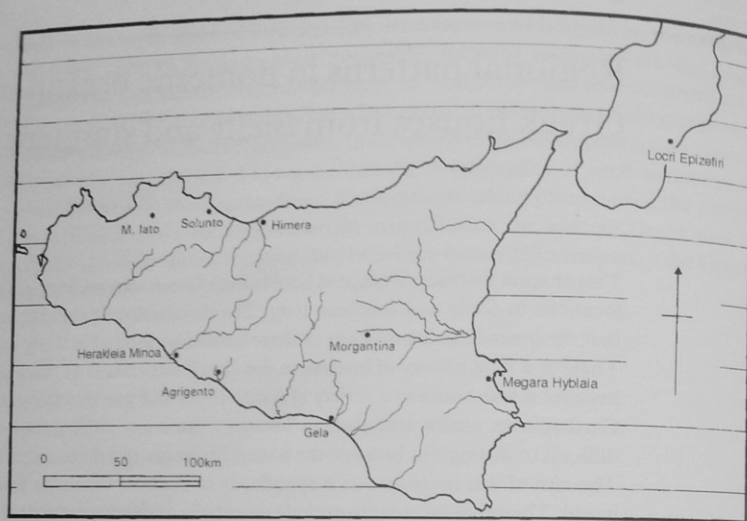 Locri Epizefiri
M. Iato
Solunto
Himera
Herakleia Minoa
Agrigento
Morgantina
Megara Hyblaia
Gela
0 50 100km